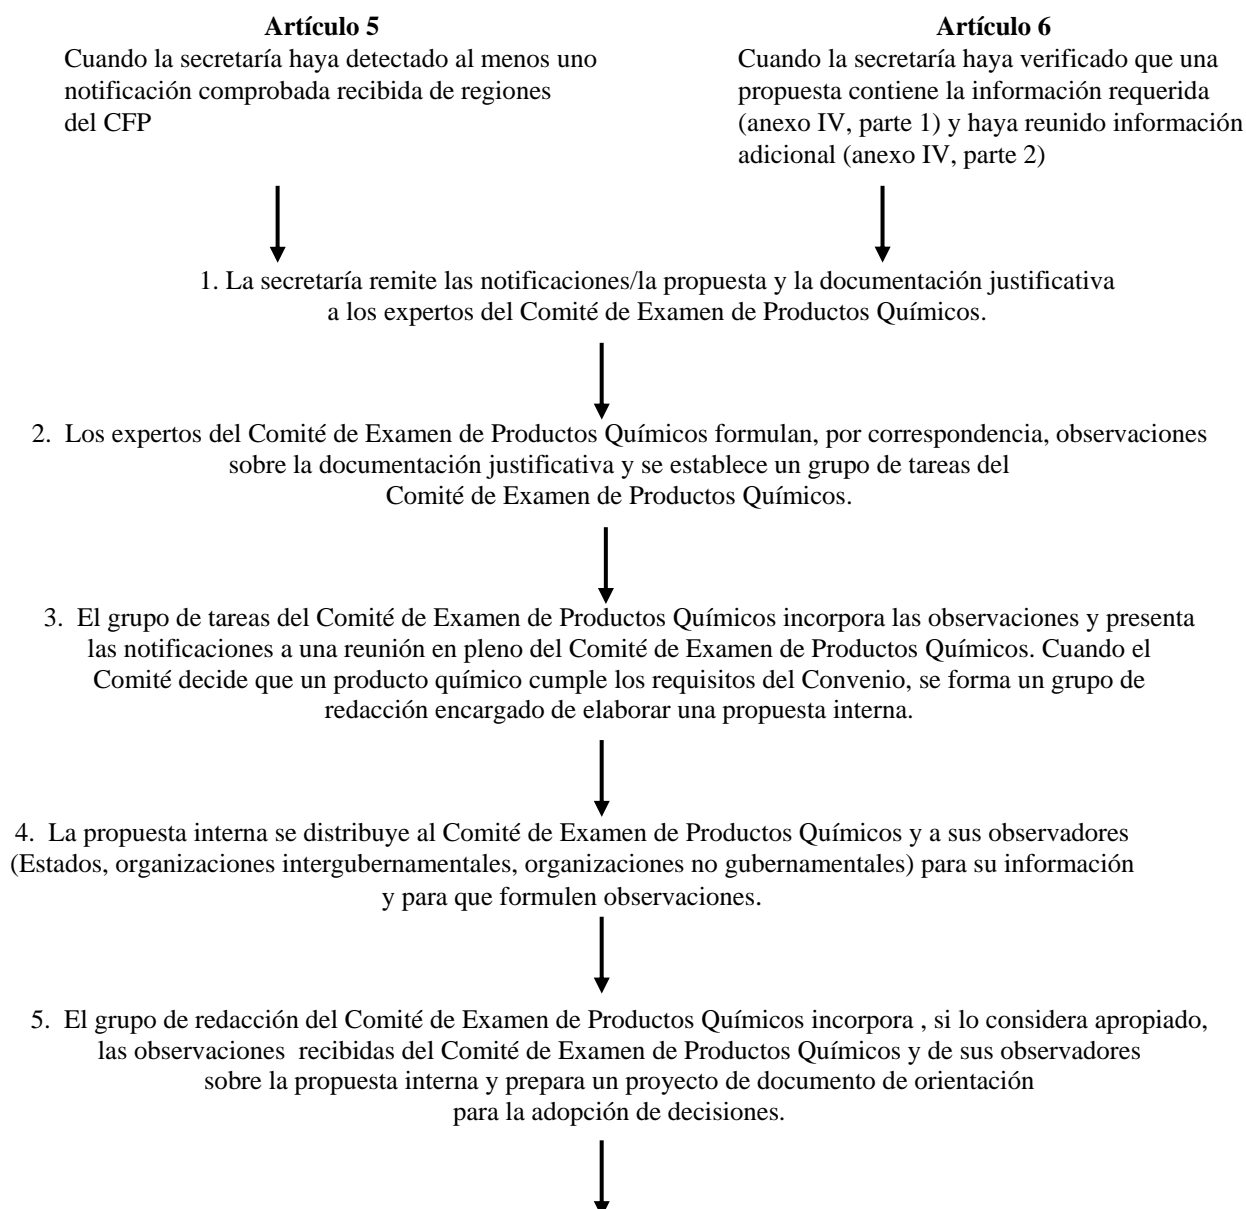 Artículo 5
Cuando la secretaría haya detectado al menos uno
notificación comprobada recibida de regiones
del CFP
Artículo 6
Cuando la secretaría haya verificado que una
propuesta contiene la información requerida
(anexo IV, parte 1) y haya reunido información
adicional (anexo IV, parte 2)
1. La secretaría remite las notificaciones/la propuesta y la documentación justificativa
a los expertos del Comité de Examen de Productos Químicos.
2. Los expertos del Comité de Examen de Productos Químicos formulan, por correspondencia, observaciones
sobre la documentación justificativa y se establece un grupo de tareas del
Comité de Examen de Productos Químicos.
3. El grupo de tareas del Comité de Examen de Productos Químicos incorpora las observaciones y presenta
las notificaciones a una reunión en pleno del Comité de Examen de Productos Químicos. Cuando el
Comité decide que un producto químico cumple los requisitos del Convenio, se forma un grupo de
redacción encargado de elaborar una propuesta interna.
4. La propuesta interna se distribuye al Comité de Examen de Productos Químicos y a sus observadores
(Estados, organizaciones intergubernamentales, organizaciones no gubernamentales) para su información
y para que formulen observaciones.
5. El grupo de redacción del Comité de Examen de Productos Químicos incorpora , si lo considera apropiado,
las observaciones recibidas del Comité de Examen de Productos Químicos y de sus observadores
sobre la propuesta interna y prepara un proyecto de documento de orientación
para la adopción de decisiones.